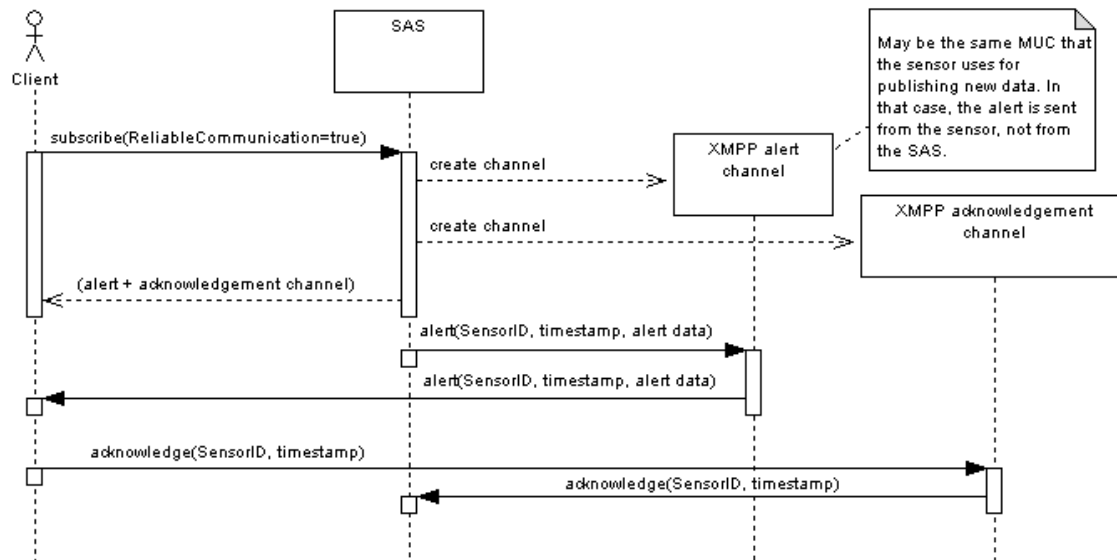 SAS
May be the same MUC that
the sensor uses for
publishing new data. In
that case, the alert is sent
from the sensor, not from
the SAS.
Client
subscribe(ReliableCommunication=true)
create channel
XMPP alert
channel
create channel
XMPP acknowledgement
channel
(alert + acknowledgement channel)
alert(SensorID, timestamp, alert data)
alert(SensorID, timestamp, alert data)
acknowledge(SensorID, timestamp)
acknowledge(SensorID, timestamp)